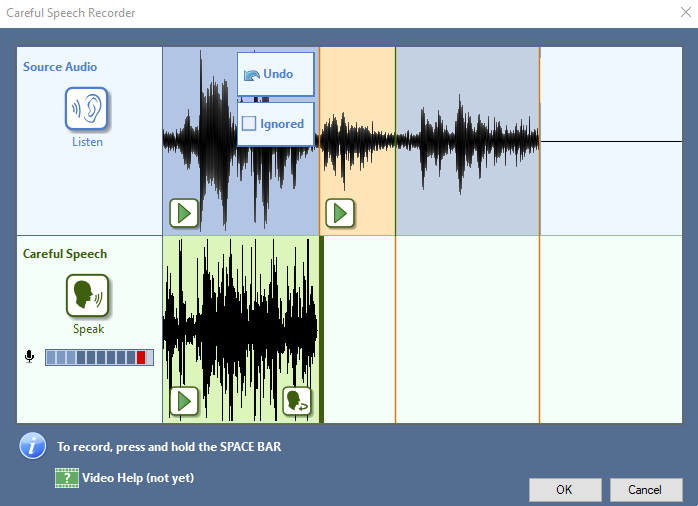 Careful Speech Recorder
Source Audio
Listen
Undo
Ignored
Careful Speech
Speak
To record, press and hold the SPACE BAR
?
Video Help (not yet)
OK
Cancel